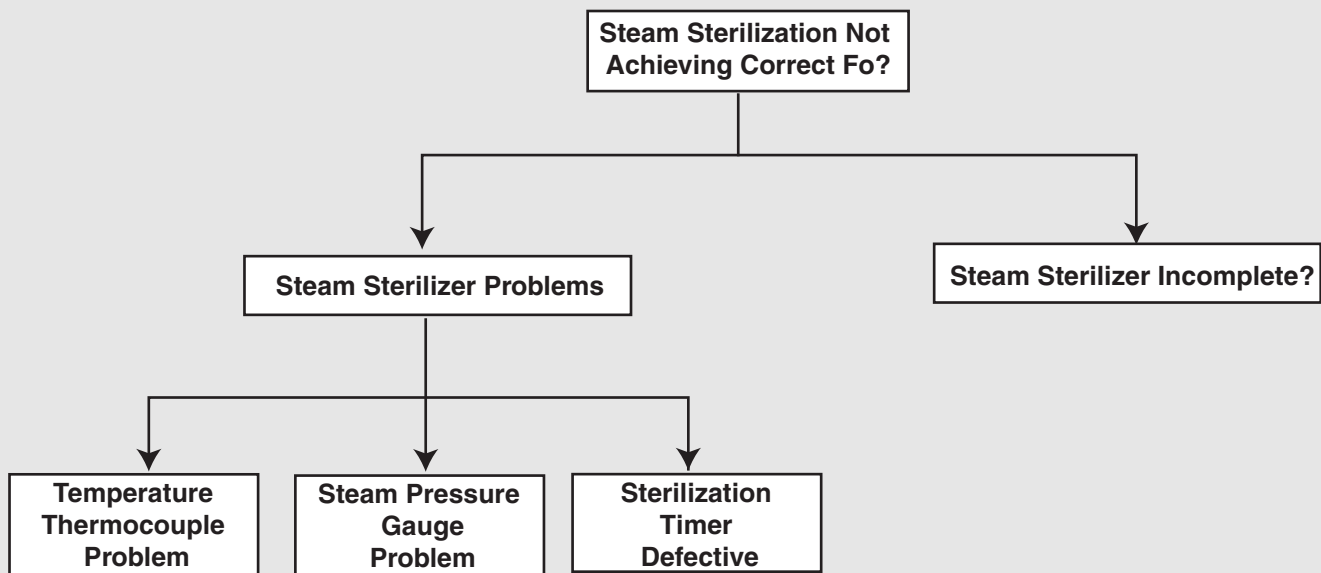 Steam Sterilization Not
Achieving Correct Fo?
Steam Sterilizer Problems
Steam Sterilizer Incomplete?
Temperature
Thermocouple
Problem
Steam Pressure
Gauge
Problem
Sterilization
Timer
Defective